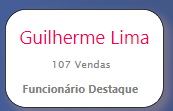 Guilherme Lima
107 Vendas
Funcionário Destaque